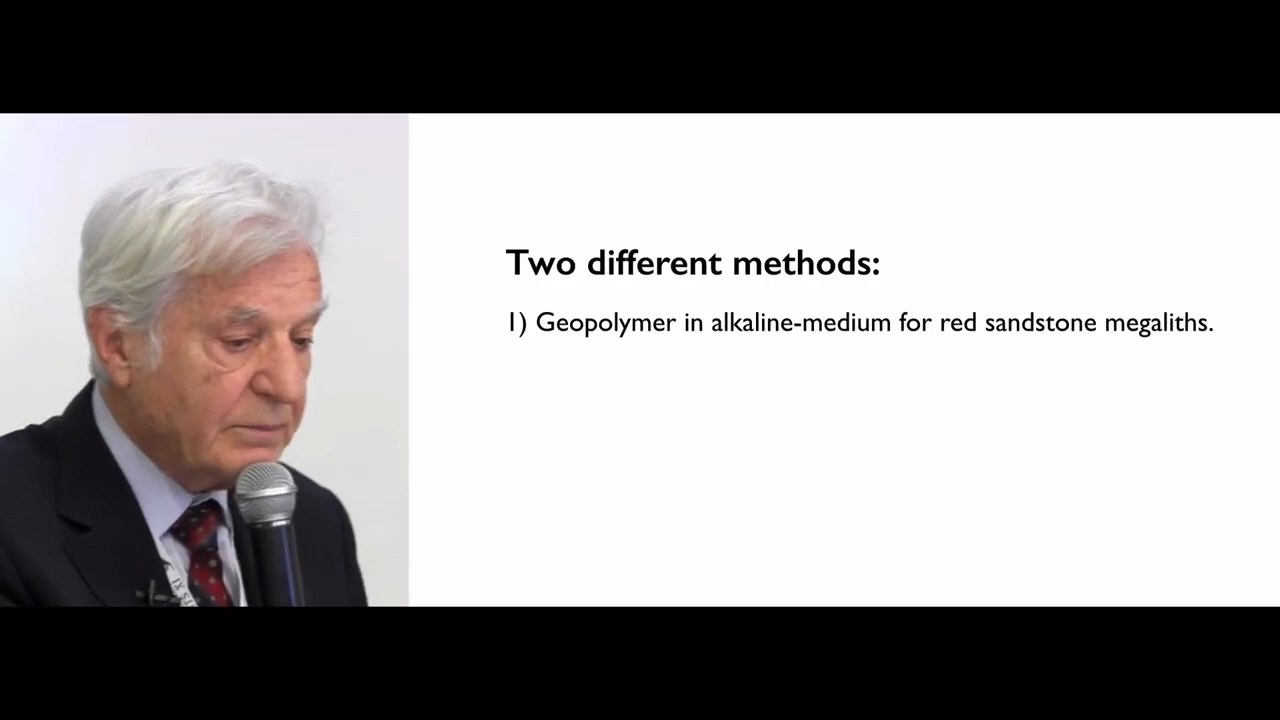 Two different methods:
1) Geopolymer in alkaline-medium for red sandstone megaliths.